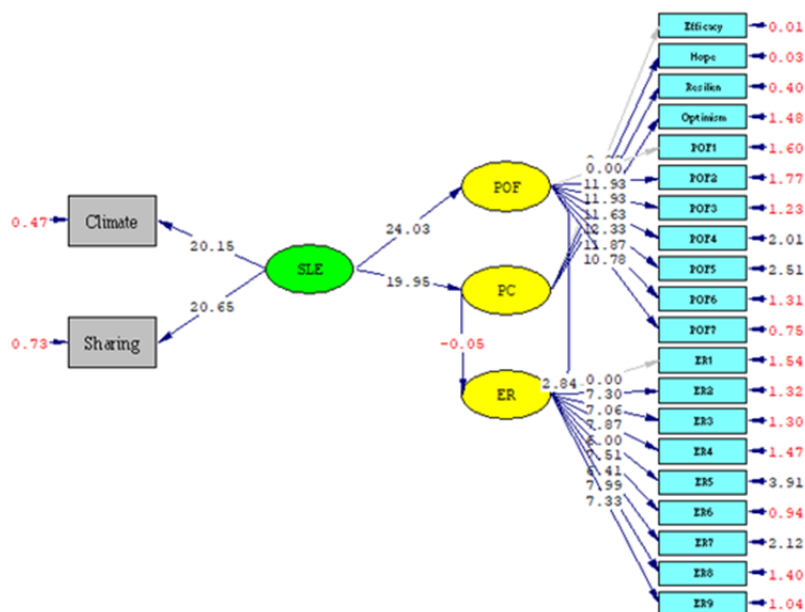 Efficacy 0.01
Hope 0.03
Resilien 0.40
Optimism 1.48
POF1 1.60
0.00
POF2 1.77
POF
11.93
POF3 1.23
11.93
0.47 Climate
11.63
POF4 2.01
24.03
12.33
20.15
11.87
POF5 2.51
SLE
10.78
19.95
PC
POF6 1.31
20.65
POF7 0.75
0.73 Sharing
-0.05
ER1 1.54
2.84
0.00
ER
7.30
ER2 1.32
7.06
ER3 1.30
7.87
ER4 1.47
6.00
7.51
ER5 3.91
6.41
7.99
ER6 0.94
7.33
ER7 2.12
ER8 1.40
ER9 1.04